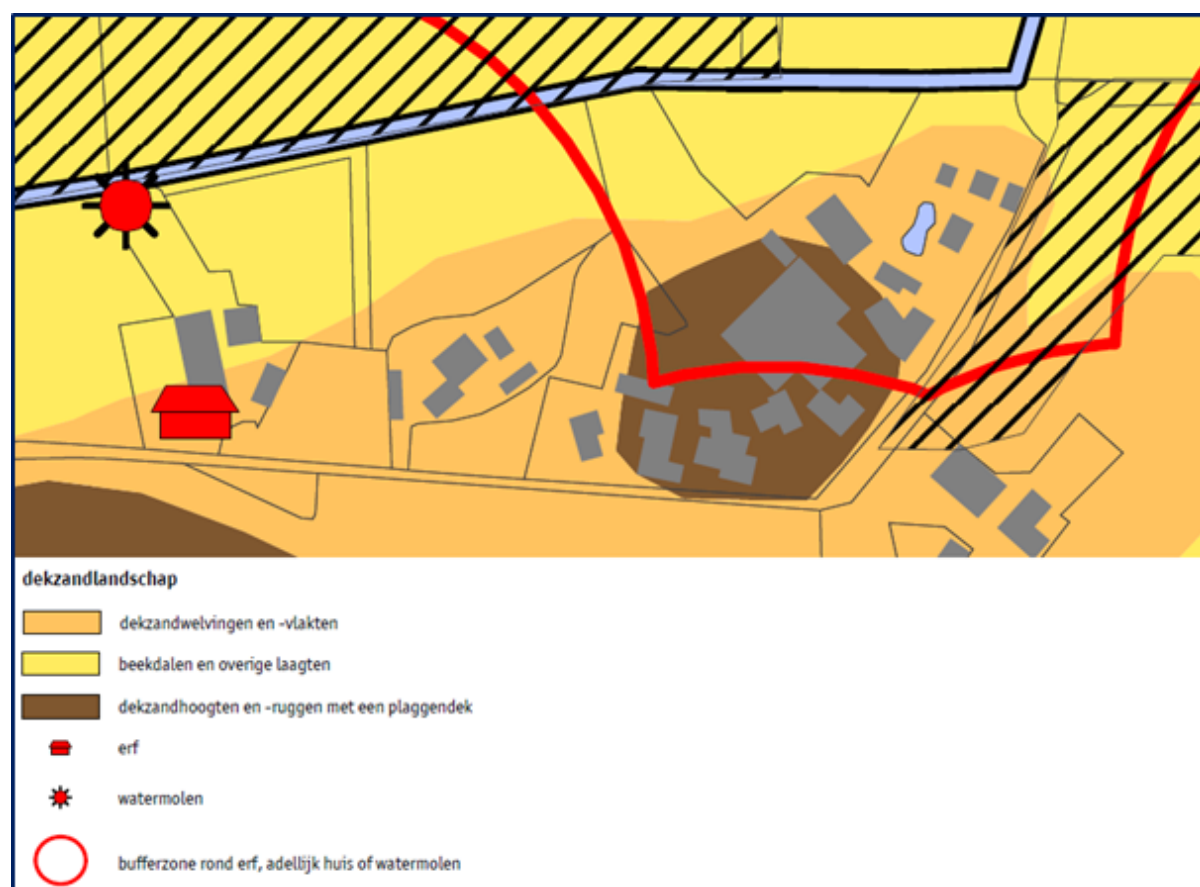 dekzandlandschap
dekzandwelvingen en -vlakten
beekdalen en overige laagten
dekzandhoogten en -ruggen met een plaggendek
erf
watermolen
bufferzone rond erf, adellijk huis of watermolen